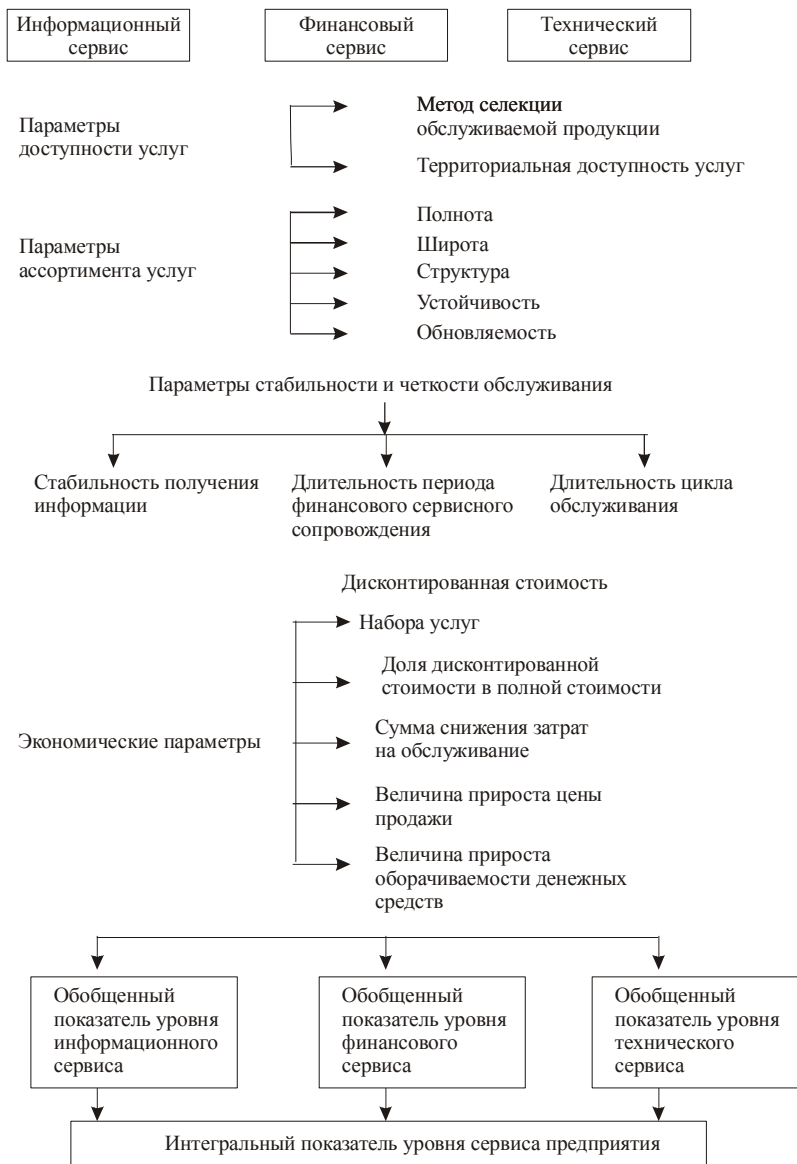 Информационный
сервис
Финансовый
сервис
Технический
сервис
Параметры
доступности услуг
Метод селекции
обслуживаемой продукции
Территориальная доступность услуг
Параметры
ассортимента услуг
Полнота
Широта
Структура
Устойчивость
Обновляемость
Параметры стабильности и четкости обслуживания
Стабильность получения
информации
Длительность периода
финансового сервисного
сопровождения
Длительность цикла
обслуживания
Дисконтированная стоимость
Набора услуг
Доля дисконтированной
стоимости в полной стоимости
Экономические параметры
Сумма снижения затрат
на обслуживание
Величина прироста цены
продажи
Величина прироста
оборачиваемости денежных
средств
Обобщенный
показатель уровня
информационного
сервиса
Обобщенный
показатель уровня
финансового
сервиса
Обобщенный
показатель уровня
технического
сервиса
Интегральный показатель уровня сервиса предприятия